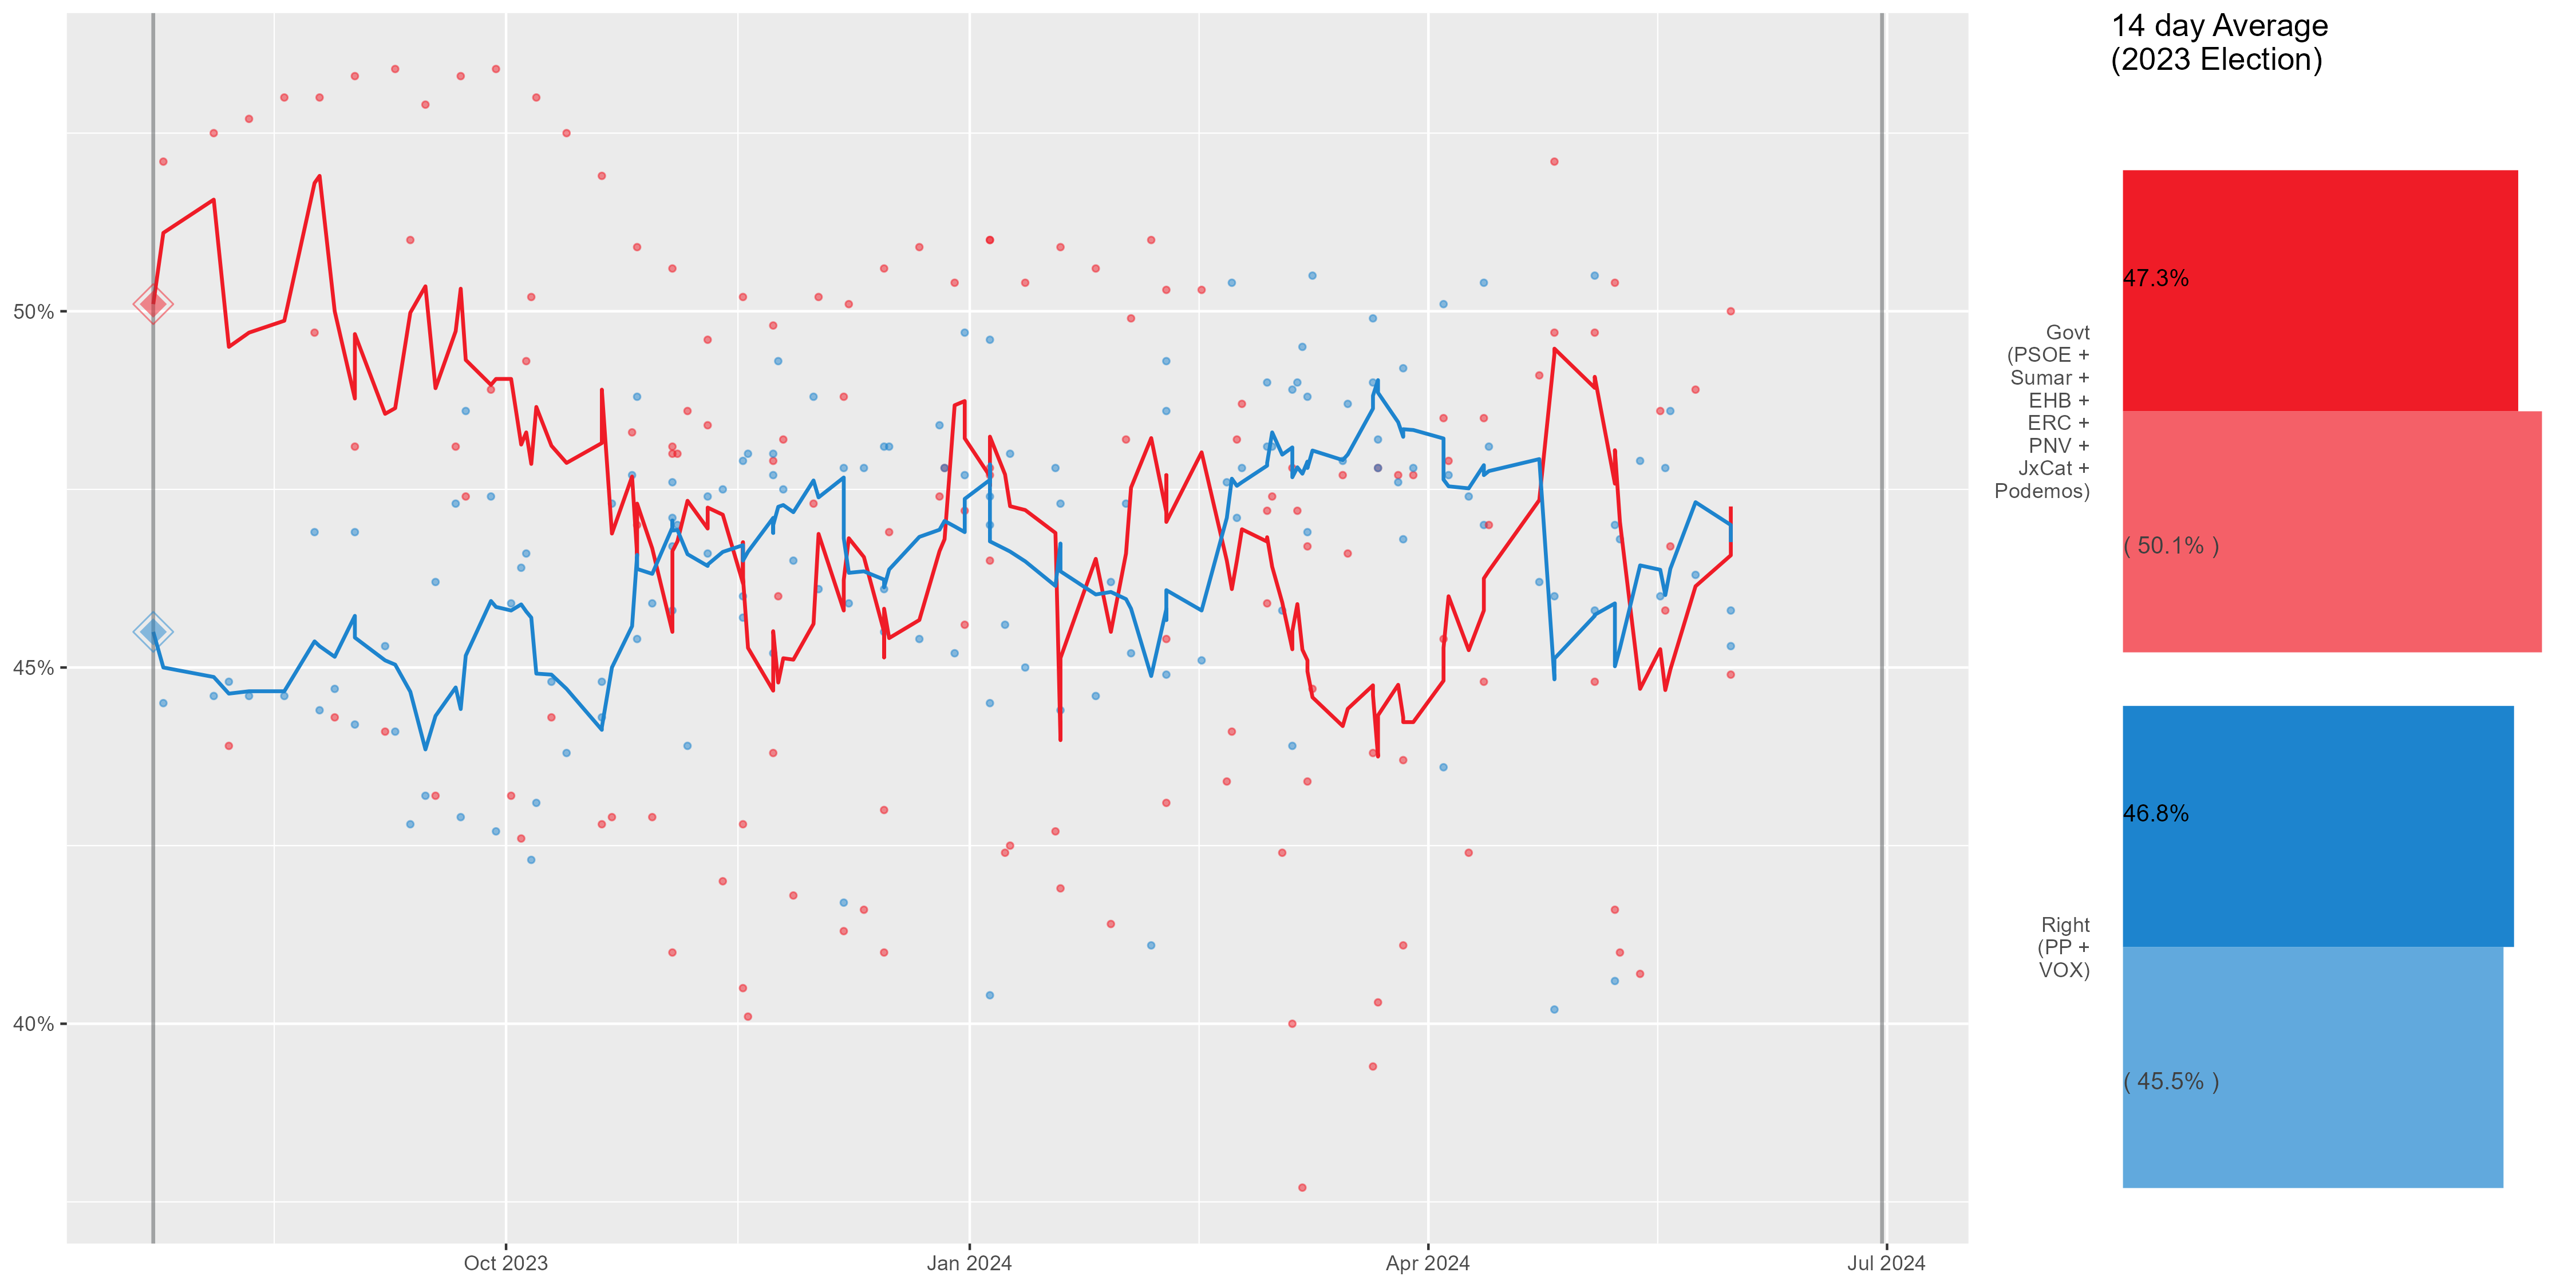 14 day Average
(2023 Election)
50%
45%
40%
Oct 2023
Jan 2024
Apr 2024
Jul 2024
Govt
(PSOE +
Sumar +
EHB +
ERC +
PNV +
JxCat +
Podemos)
47.3%
( 50.1% )
Right
(PP +
VOX)
46.8%
( 45.5% )